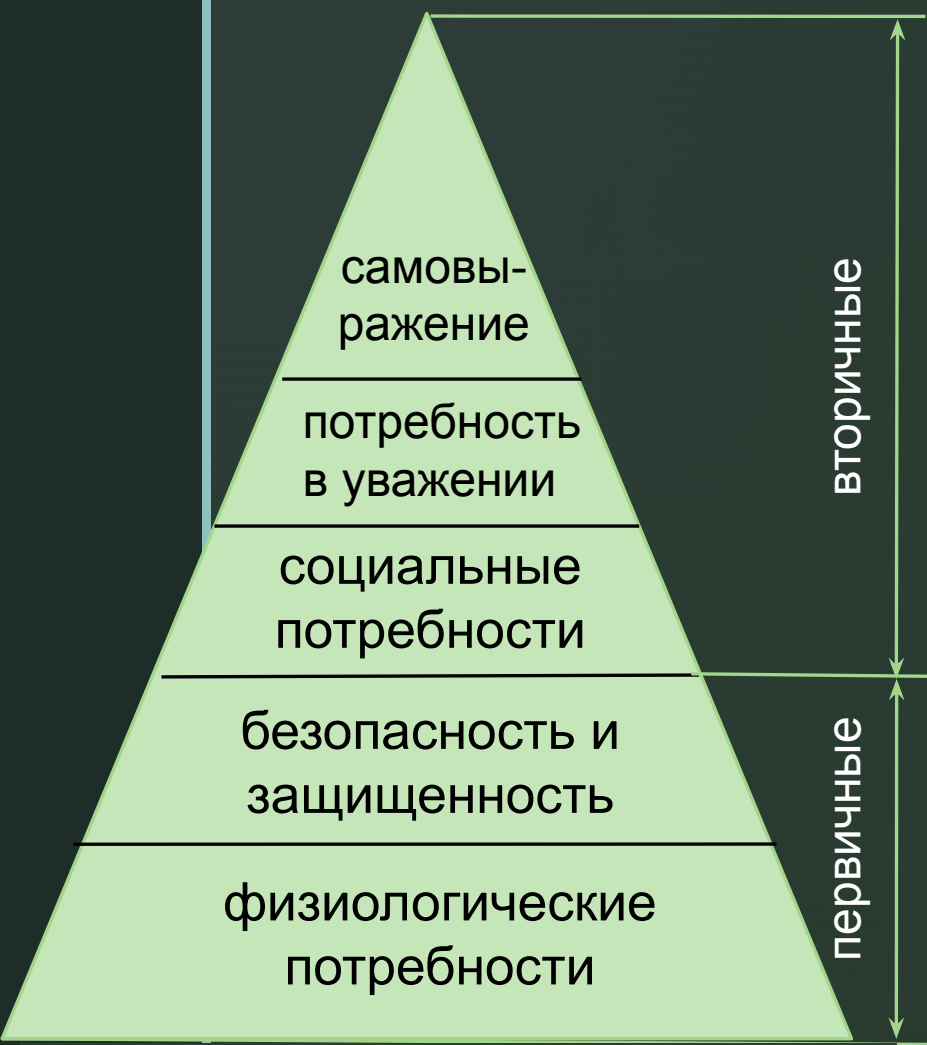 самовы-
ражение
потребность
в уважении
социальные
потребности
безопасность и
защищенность
физиологические
потребности
вторичные
первичные